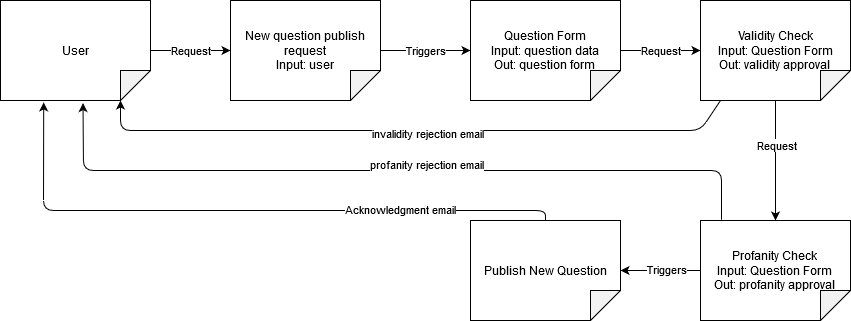 User
Request
New question publish
request
Input: user
Triggers
Question Form
Input: question data
Out: question form
Request
Validity Check
Input: Question Form
Out: validity approval
invalidity rejection email
Request
profanity rejection email
Acknowledgment email
Publish New Question
Triggers
Profanity Check
Input: Question Form
Out: profanity approval